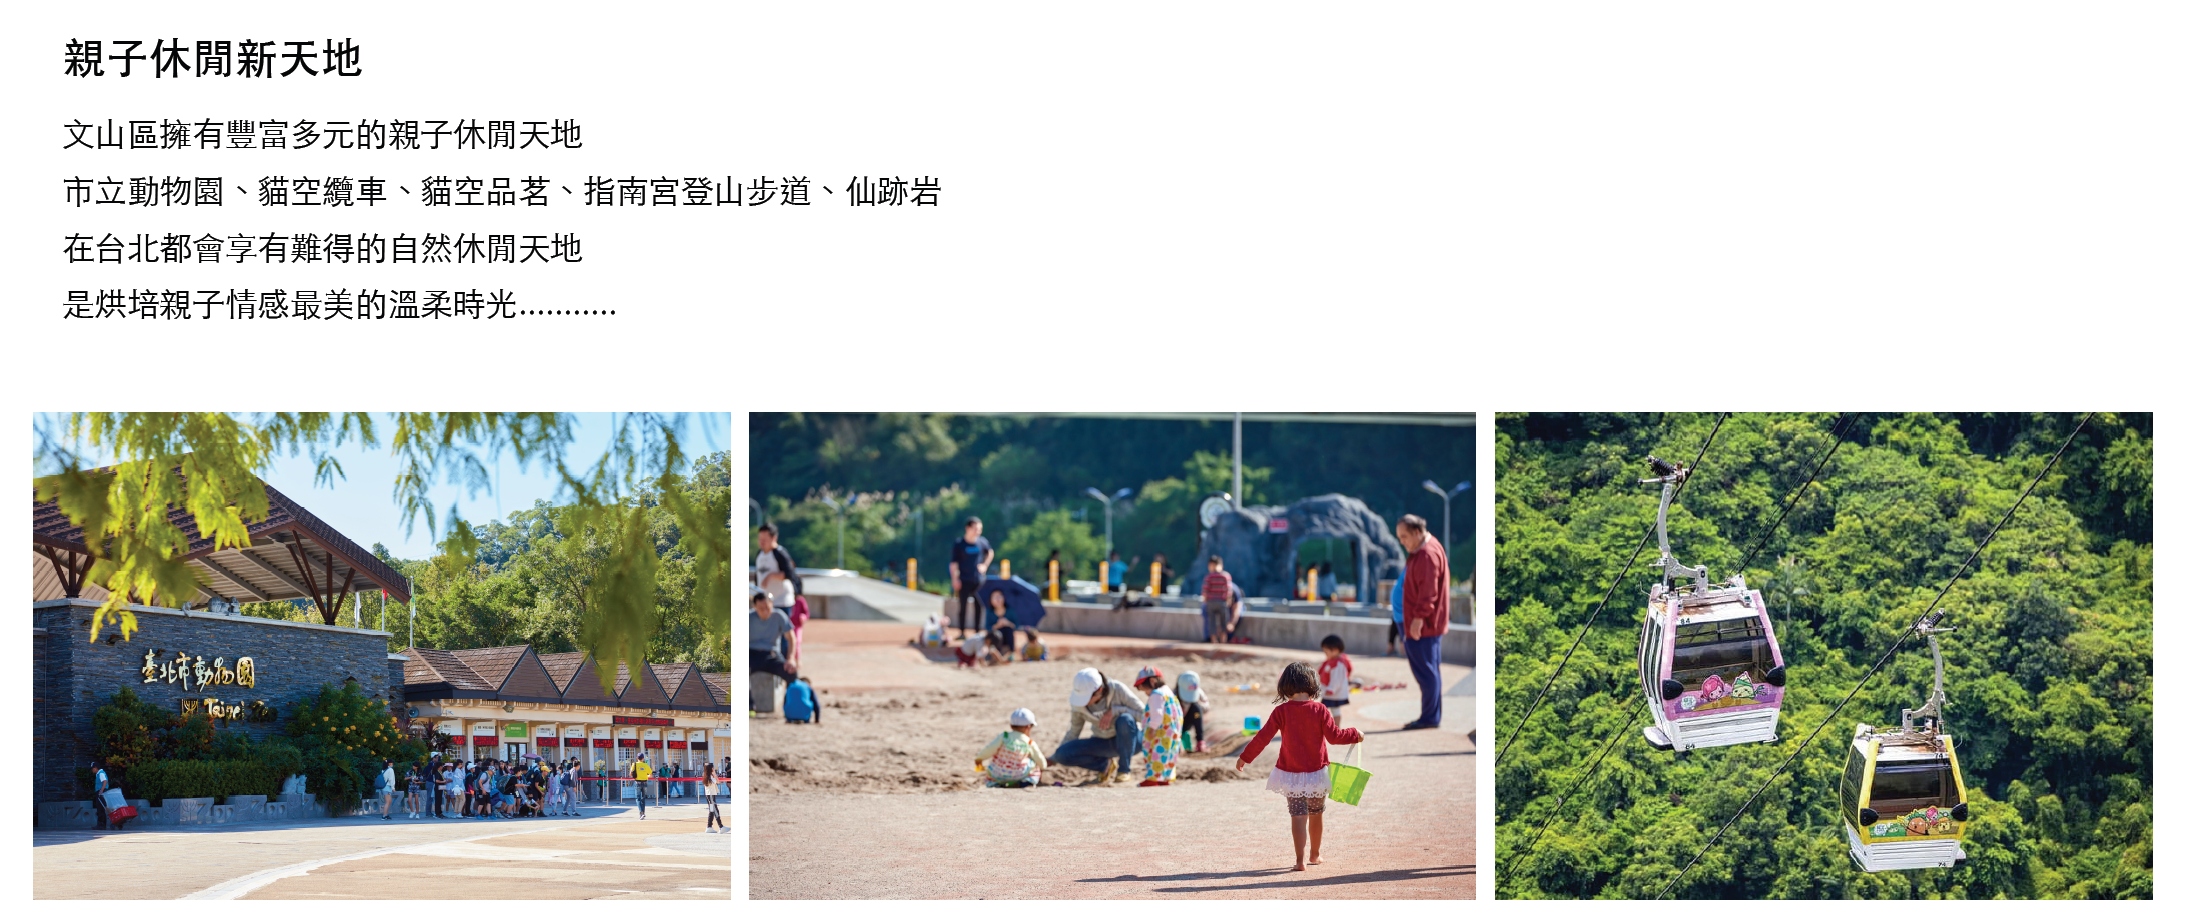 親子休閒新天地
文山區擁有豐富多元的親子休閒天地
市立動物園、貓空纜車、貓空品茗、指南宮登山步道、仙跡岩
在台北都會享有難得的自然休閒天地
是烘培親子情感最美的溫柔時光...........
臺北市動物園
84
84
74
74